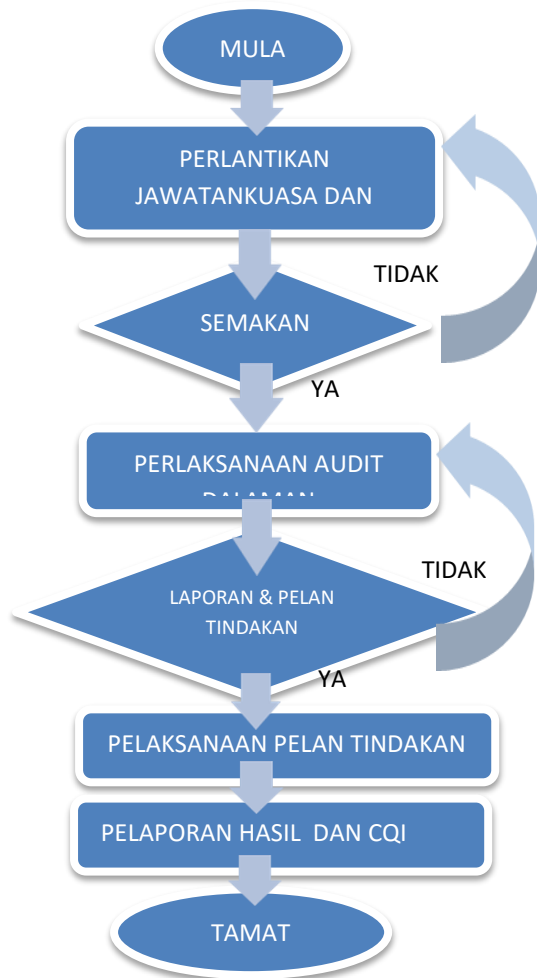 MULA
PERLANTIKAN
JAWATANKUASA DAN
TIDAK
SEMAKAN
YA
PERLAKSANAAN AUDIT
TIDAK
LAPORAN & PELAN
TINDAKAN
YA
PELAKSANAAN PELAN TINDAKAN
PELAPORAN HASIL DAN CQI
TAMAT